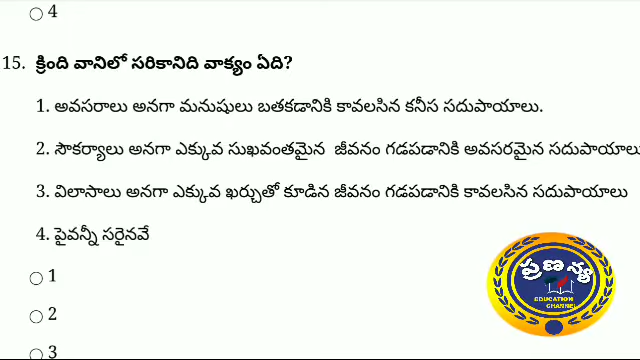 4
15. క్రింది వానిలో సరికానిది వాక్యం ఏది?
1. అవసరాలు అనగా మనుషులు బతకడానికి కావలసిన కనీస సదుపాయాలు.
2. సౌకర్యాలు అనగా ఎక్కువ సుఖవంతమైన జీవనం గడపడానికి అవసరమైన సదుపాయాలు
3. విలాసాలు అనగా ఎక్కువ ఖర్చుతో కూడిన జీవనం గడపడానికి కావలసిన సదుపాయాలు
4. పైవన్నీ సరైనవే
1
2
3
ప్రణన్య
EDUCATION
CHANNEL